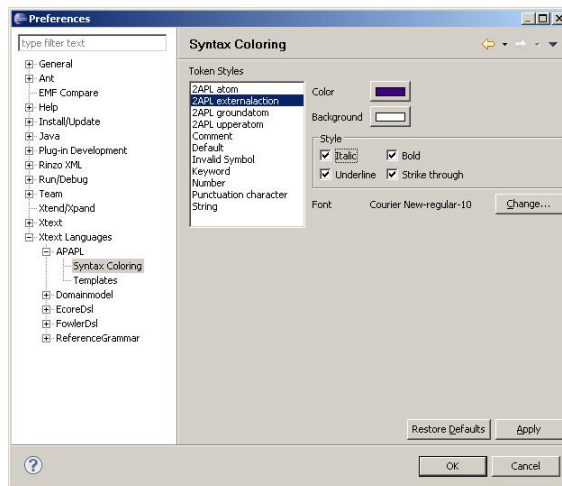 Preferences
type filter text
General
Ant
EMF Compare
Help
Install/Update
Java
Plug-in Development
Rinzo XML
Run/Debug
Team
Xtend/Xpand
Xtext
Xtext Languages
APAPL
Syntax Coloring
Templates
Domainmodel
EcoreDsl
FowlerDsl
ReferenceGrammar
Syntax Coloring
Token Styles
2APL atom
2APL externalaction
2APL groundatom
2APL upperatom
Comment
Default
Invalid Symbol
Keyword
Number
Punctuation character
String
Color
Background
Style
Italic Bold
Underline Strike through
Font Courier New-regular-10 Change...
Restore Defaults Apply
? OK Cancel